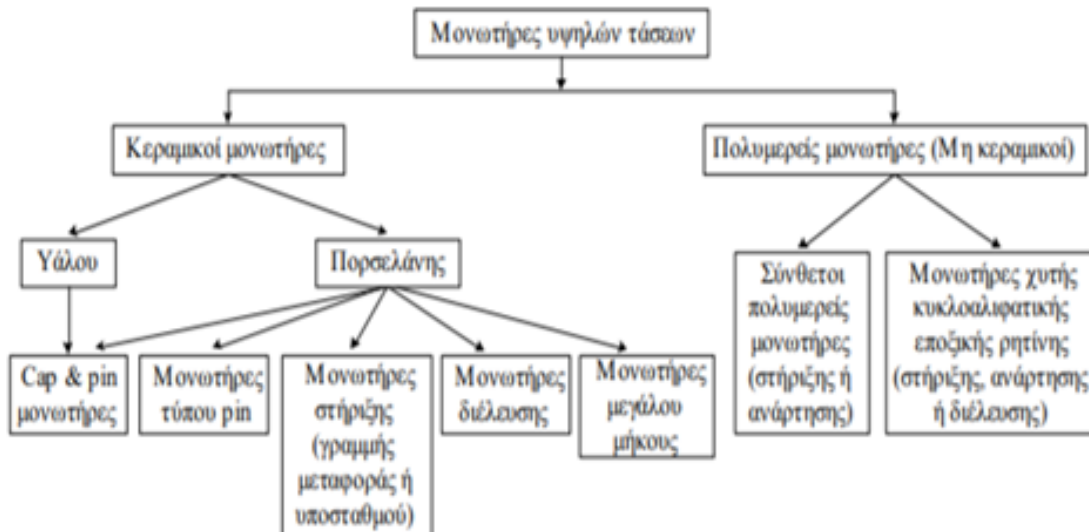 Μονωτήρες υψηλών τάσεων
Κεραμικοί μονωτήρες
Πολυμερείς μονωτήρες (Μη κεραμικοί)
Υάλου
Πορσελάνης
Σύνθετοι
πολυμερείς
μονωτήρες
(στήριξης ή
ανάρτησης)
Μονωτήρες χυτής
κυκλοαλιφατικής
εποξικής ρητίνης
(στήριξης, ανάρτησης
ή διέλευσης)
Cap & pin
μονωτήρες
Μονωτήρες
τύπου pin
Μονωτήρες
στήριξης
(γραμμής
μεταφοράς ή
υποσταθμού)
Μονωτήρες
διέλευσης
Μονωτήρες
μεγάλου
μήκους